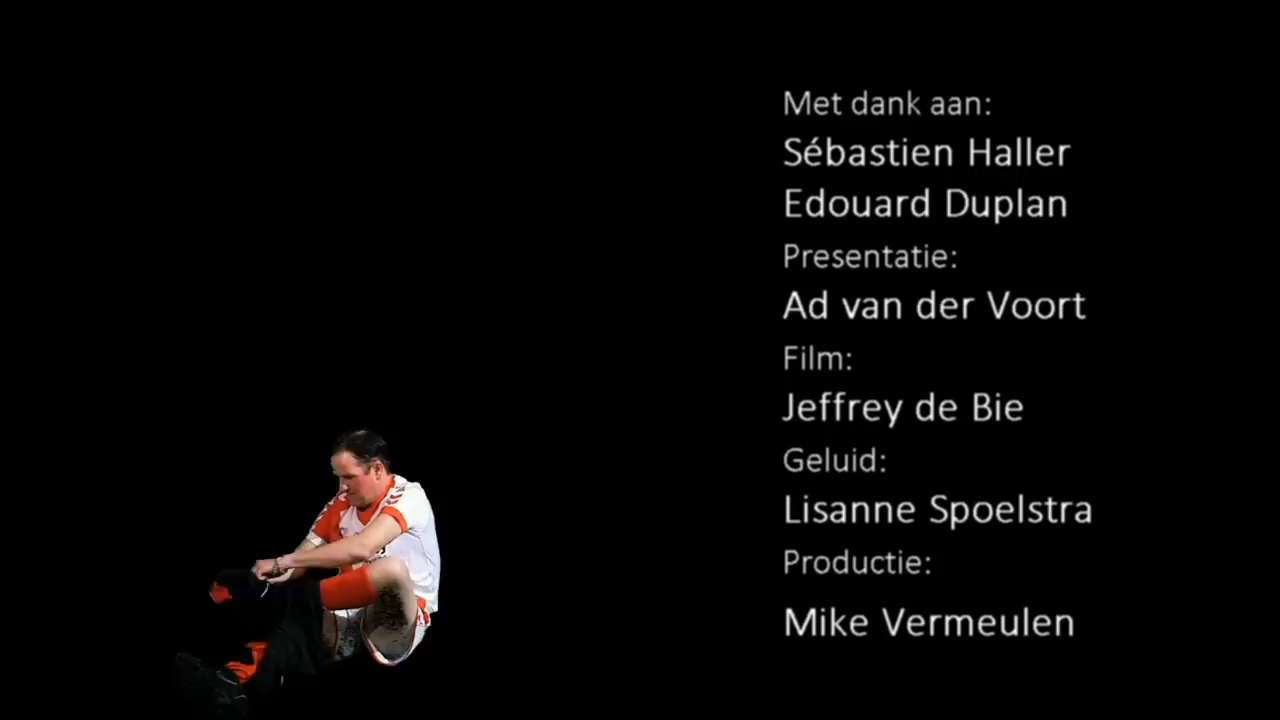 Met dank aan:
Sébastien Haller
Edouard Duplan
Presentatie:
Ad van der Voort
Film:
Jeffrey de Bie
Geluid:
Lisanne Spoelstra
Productie:
Mike Vermeulen